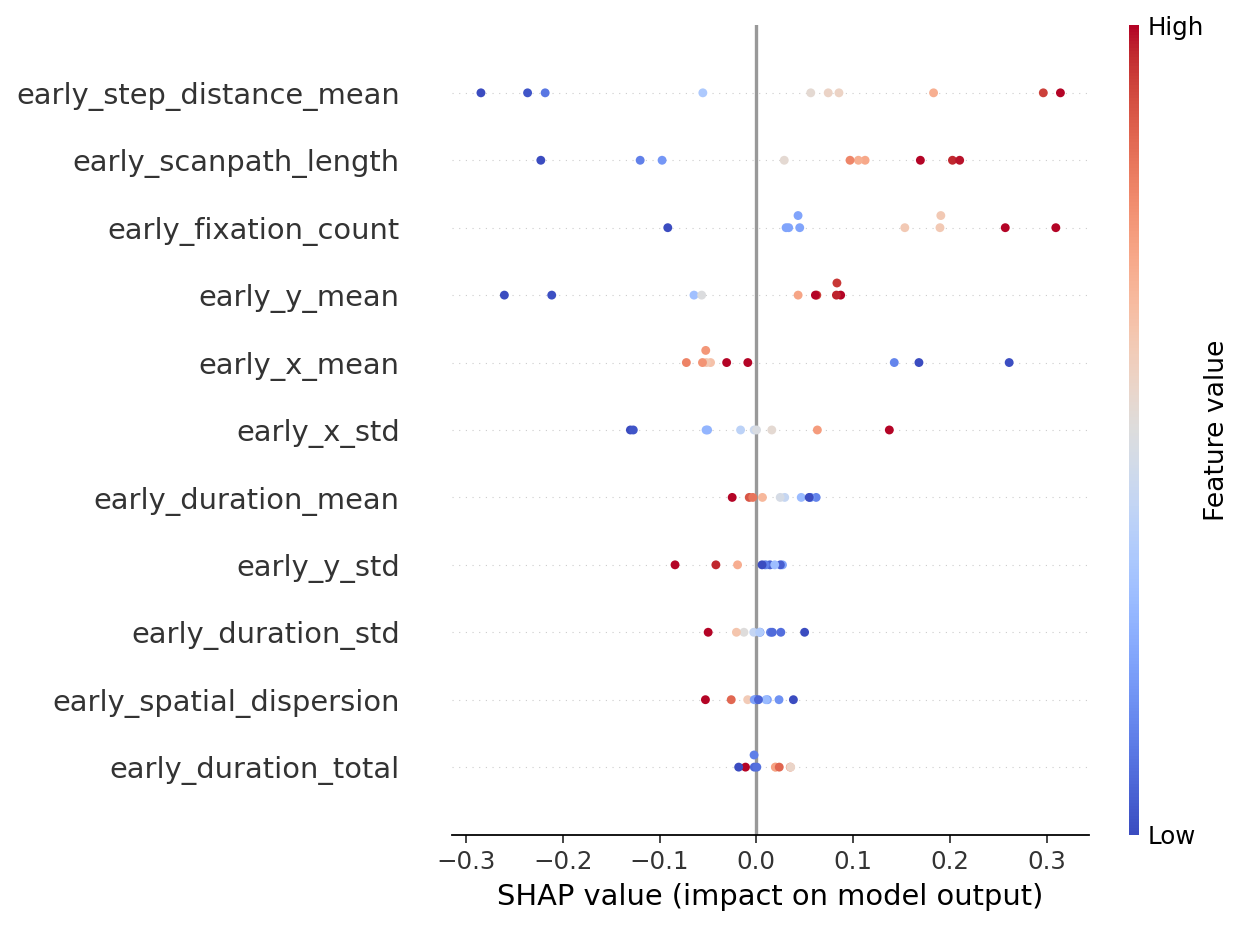 High
early_step_distance_mean
early_scanpath_length
early_fixation_count
early_y_mean
early_x_mean
early_x_std
early_duration_mean
early_y_std
early_duration_std
early_spatial_dispersion
early_duration_total
Feature value
Low
−0.3 −0.2 −0.1 0.0 0.1 0.2 0.3
SHAP value (impact on model output)